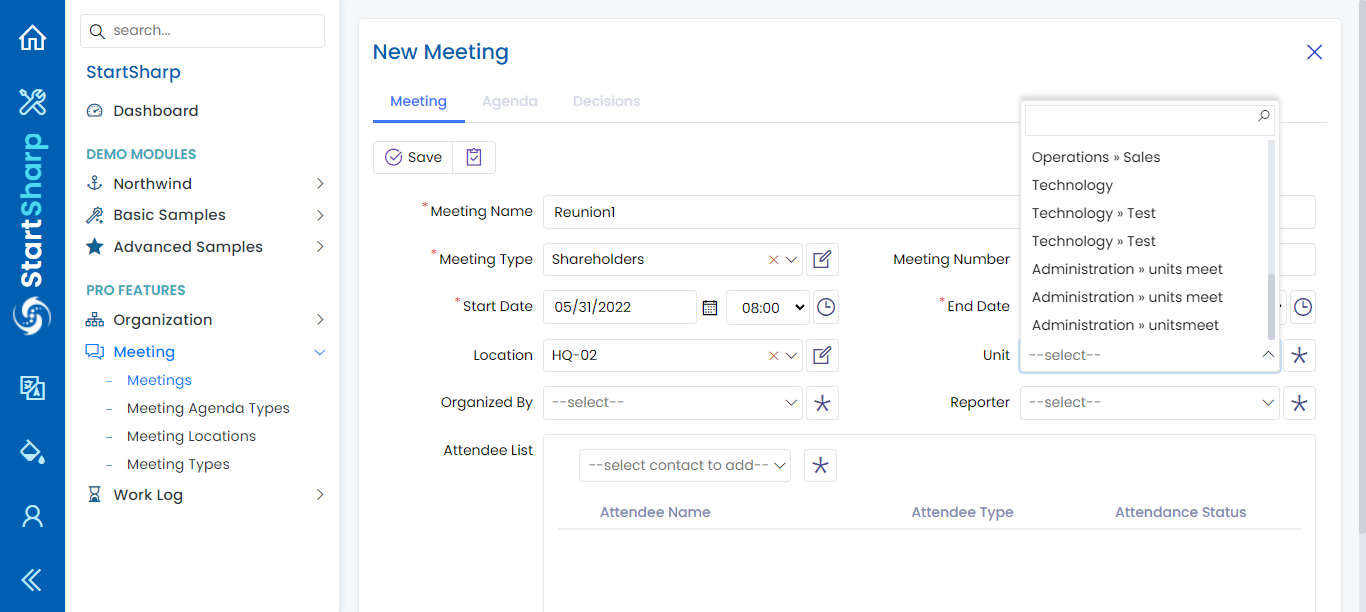 StartSharp
search...
StartSharp
Dashboard
DEMO MODULES
Northwind
Basic Samples
Advanced Samples
PRO FEATURES
Organization
Meeting
Meetings
Meeting Agenda Types
Meeting Locations
Meeting Types
Work Log
New Meeting
Meeting Agenda Decisions
Save
*Meeting Name Reunion1
*Meeting Type Shareholders
Meeting Number
*Start Date 05/31/2022 08:00
*End Date
Location HQ-02
Unit --select--
Operations » Sales
Technology
Technology » Test
Technology » Test
Administration » units meet
Administration » units meet
Administration » unitsmeet
Organized By --select--
Reporter --select--
Attendee List
--select contact to add--
Attendee Name Attendee Type Attendance Status